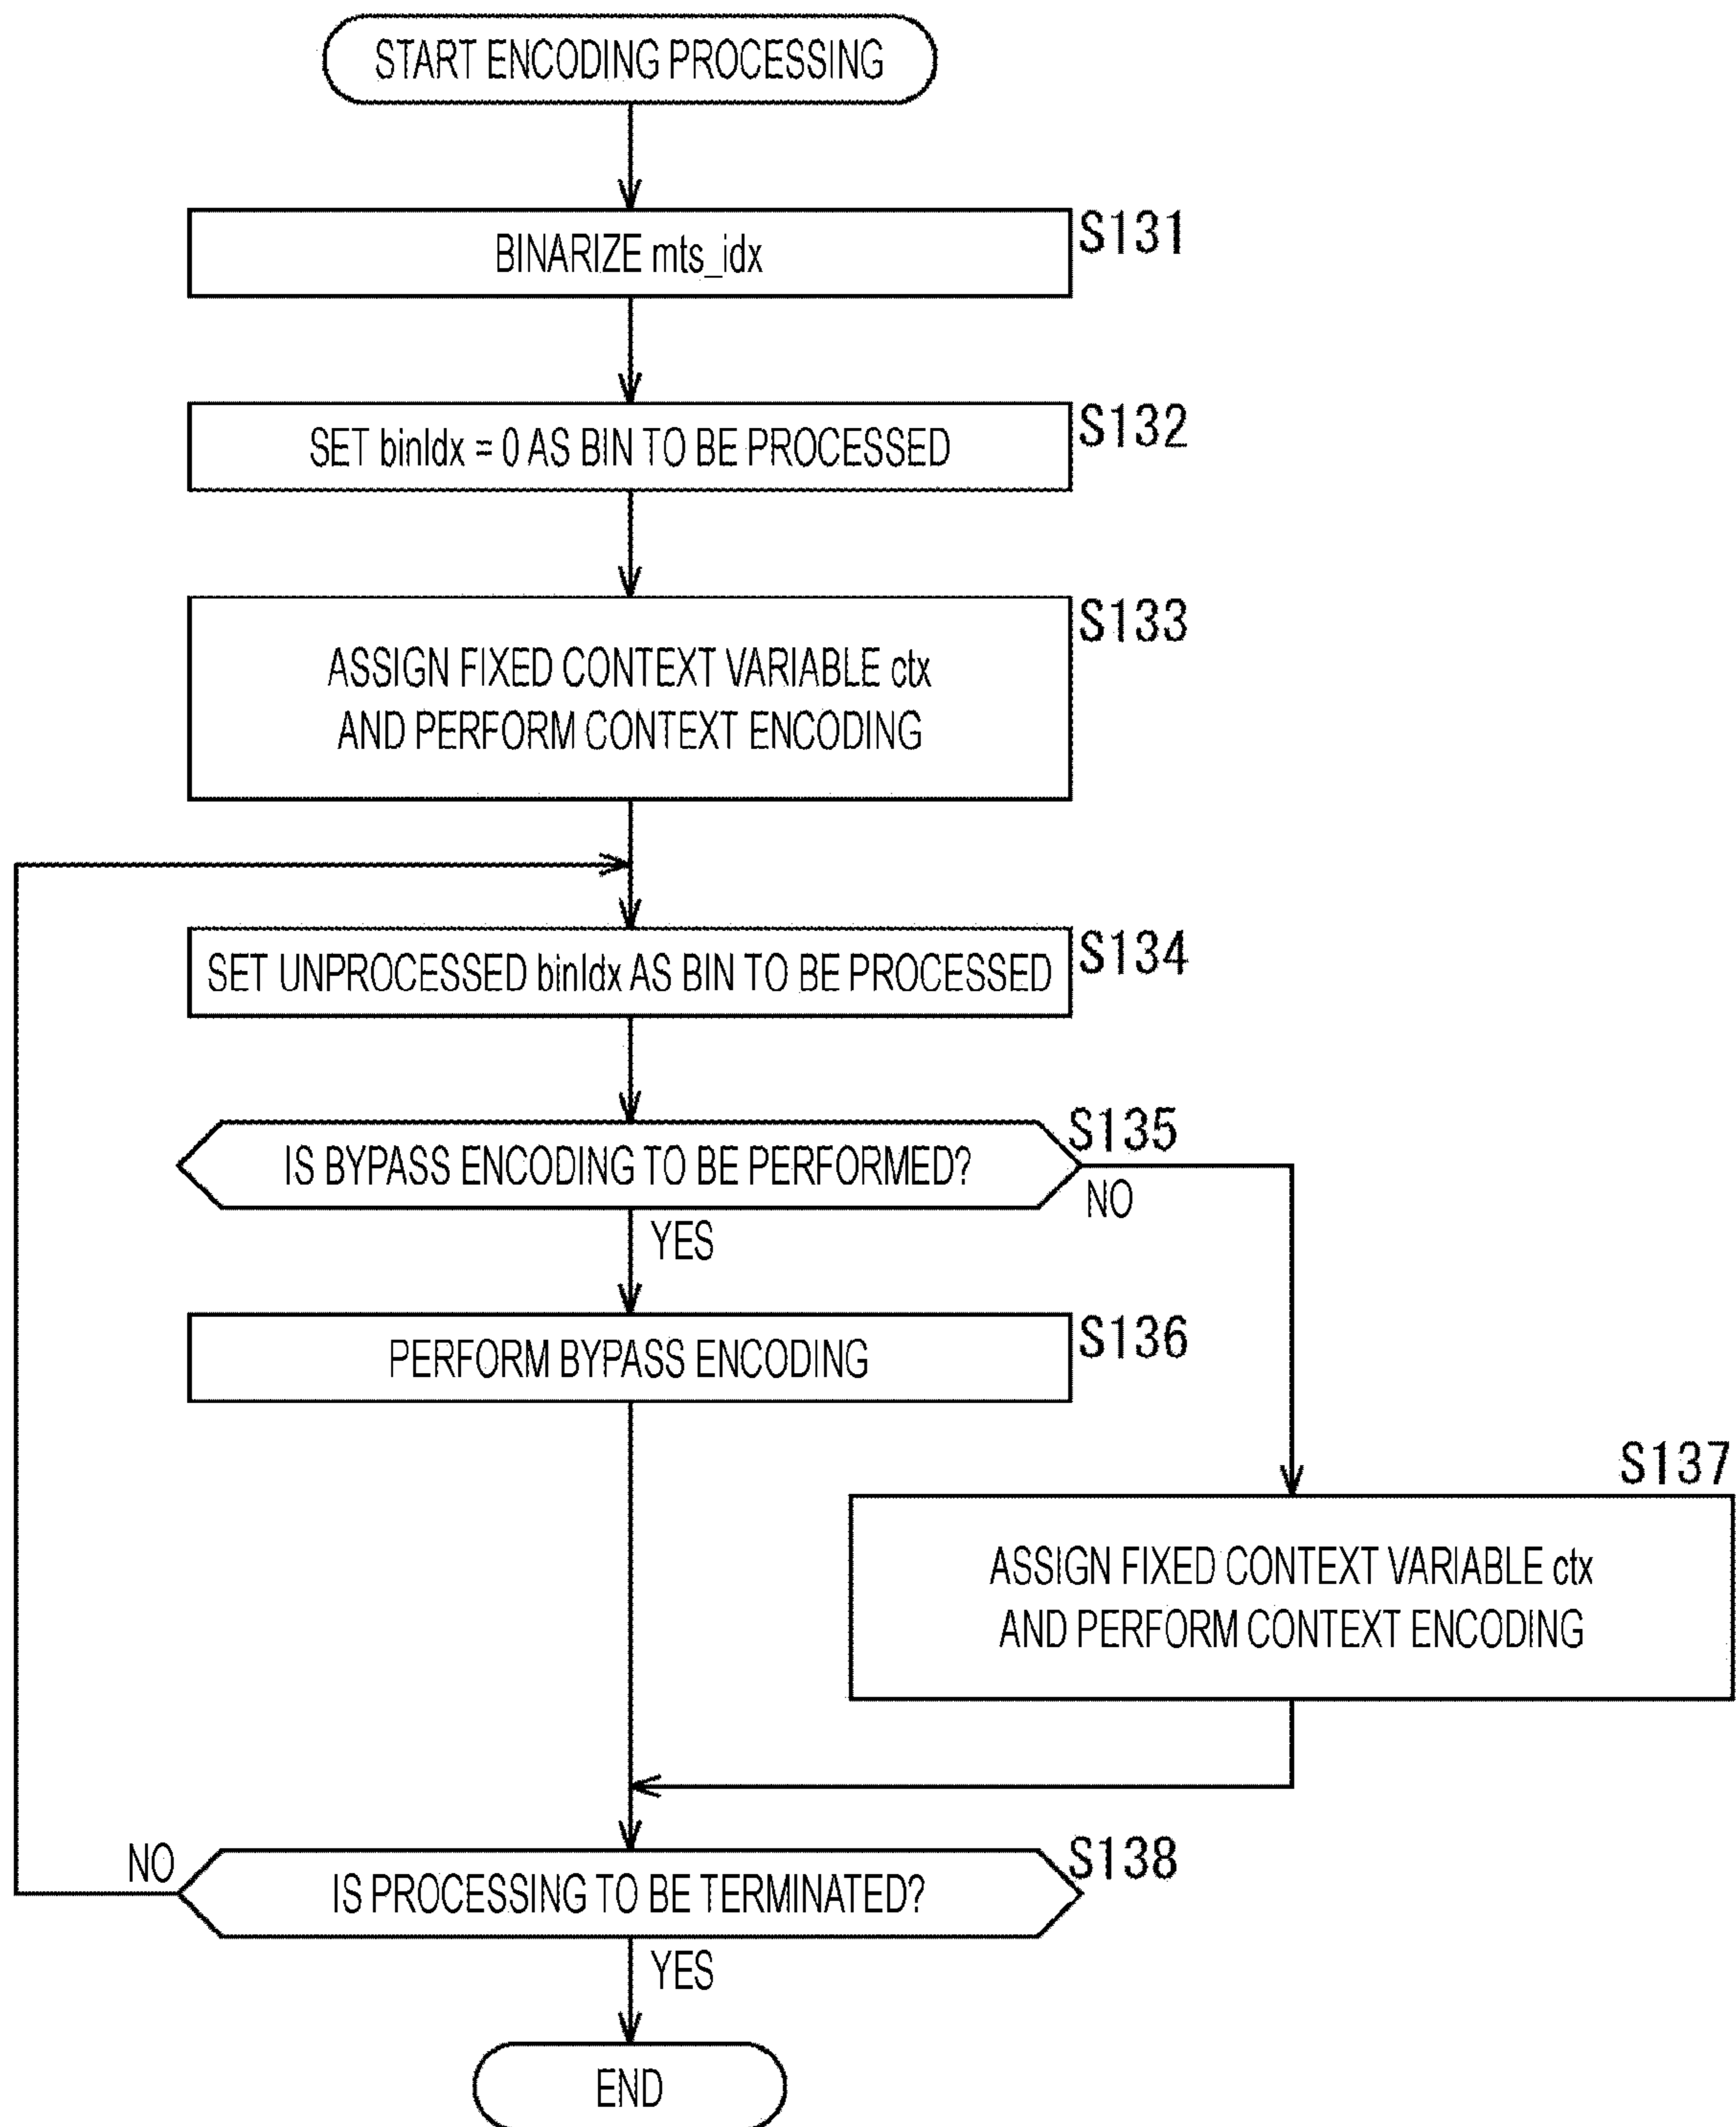 START ENCODING PROCESSING
S131
BINARIZE mts_idx
S132
SET binIdx = 0 AS BIN TO BE PROCESSED
S133
ASSIGN FIXED CONTEXT VARIABLE ctx
AND PERFORM CONTEXT ENCODING
S134
SET UNPROCESSED binIdx AS BIN TO BE PROCESSED
S135
IS BYPASS ENCODING TO BE PERFORMED?
NO
YES
S136
PERFORM BYPASS ENCODING
S137
ASSIGN FIXED CONTEXT VARIABLE ctx
AND PERFORM CONTEXT ENCODING
NO
S138
IS PROCESSING TO BE TERMINATED?
YES
END